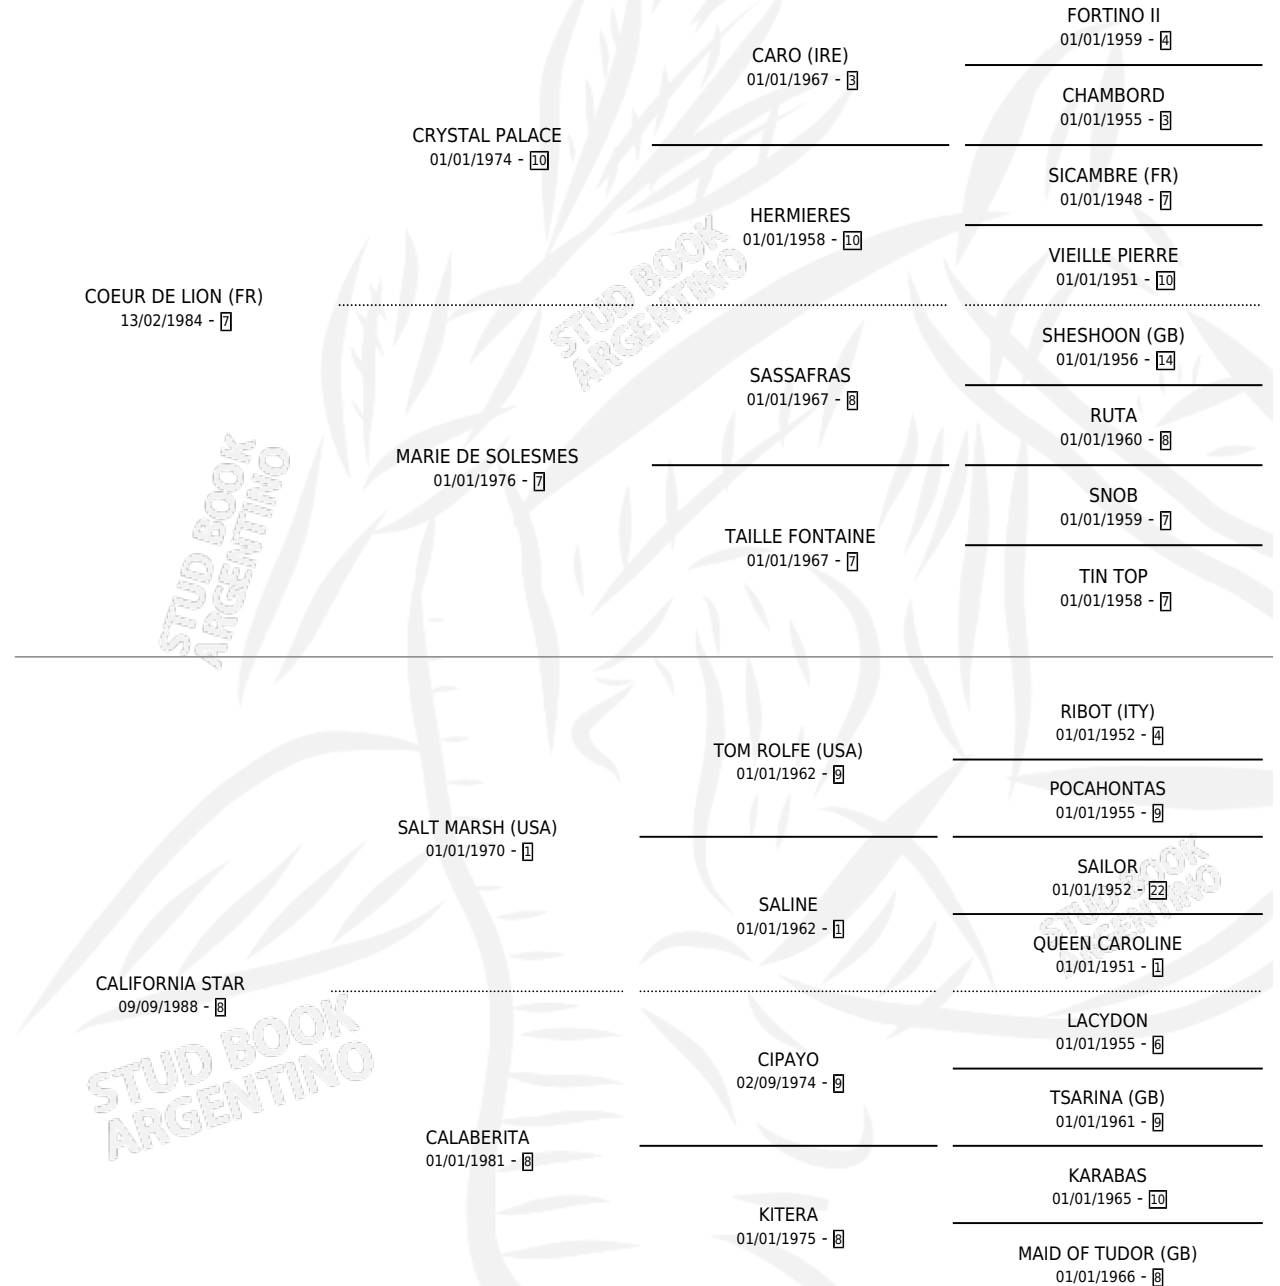 FORTINO II
01/01/1959 - 4
CARO (IRE)
01/01/1967 - 3
CHAMBORD
01/01/1955 - 3
CRYSTAL PALACE
01/01/1974 - 10
SICAMBRE (FR)
01/01/1948 - 7
HERMIERES
01/01/1958 - 10
VIEILLE PIERRE
01/01/1951 - 10
COEUR DE LION (FR)
13/02/1984 - 7
STUD BOOK
ARGENTINO
SHESHOON (GB)
01/01/1956 - 14
SASSAFRAS
01/01/1967 - 8
RUTA
01/01/1960 - 8
MARIE DE SOLESMES
01/01/1976 - 7
SNOB
01/01/1959 - 7
TAILLE FONTAINE
01/01/1967 - 7
TIN TOP
01/01/1958 - 7
STUD BOOK
ARGENTINO
RIBOT (ITY)
01/01/1952 - 4
TOM ROLFE (USA)
01/01/1962 - 9
POCAHONTAS
01/01/1955 - 9
SALT MARSH (USA)
01/01/1970 - 1
SAILOR
01/01/1952 - 22
SALINE
01/01/1962 - 1
QUEEN CAROLINE
01/01/1951 - 1
STUD BOOK
ARGENTINO
CALIFORNIA STAR
09/09/1988 - 8
LACYDON
01/01/1955 - 6
CIPAYO
02/09/1974 - 9
TSARINA (GB)
01/01/1961 - 9
STUD BOOK
ARGENTINO
CALABERITA
01/01/1981 - 8
KARABAS
01/01/1965 - 10
KITERA
01/01/1975 - 8
MAID OF TUDOR (GB)
01/01/1966 - 8